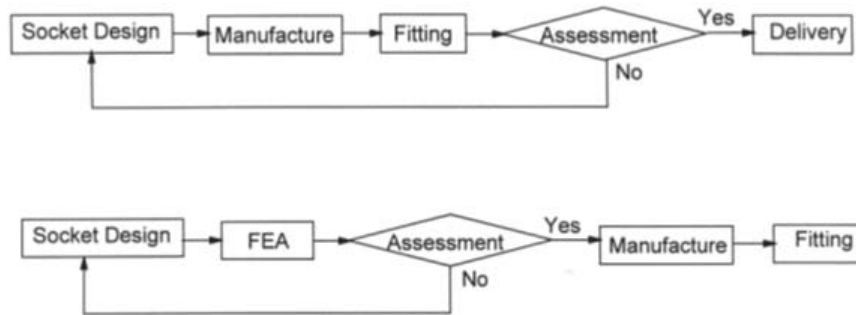 Socket Design
Manufacture
Fitting
Assessment
Yes
Delivery
No
Socket Design
FEA
Assessment
Yes
Manufacture
Fitting
No